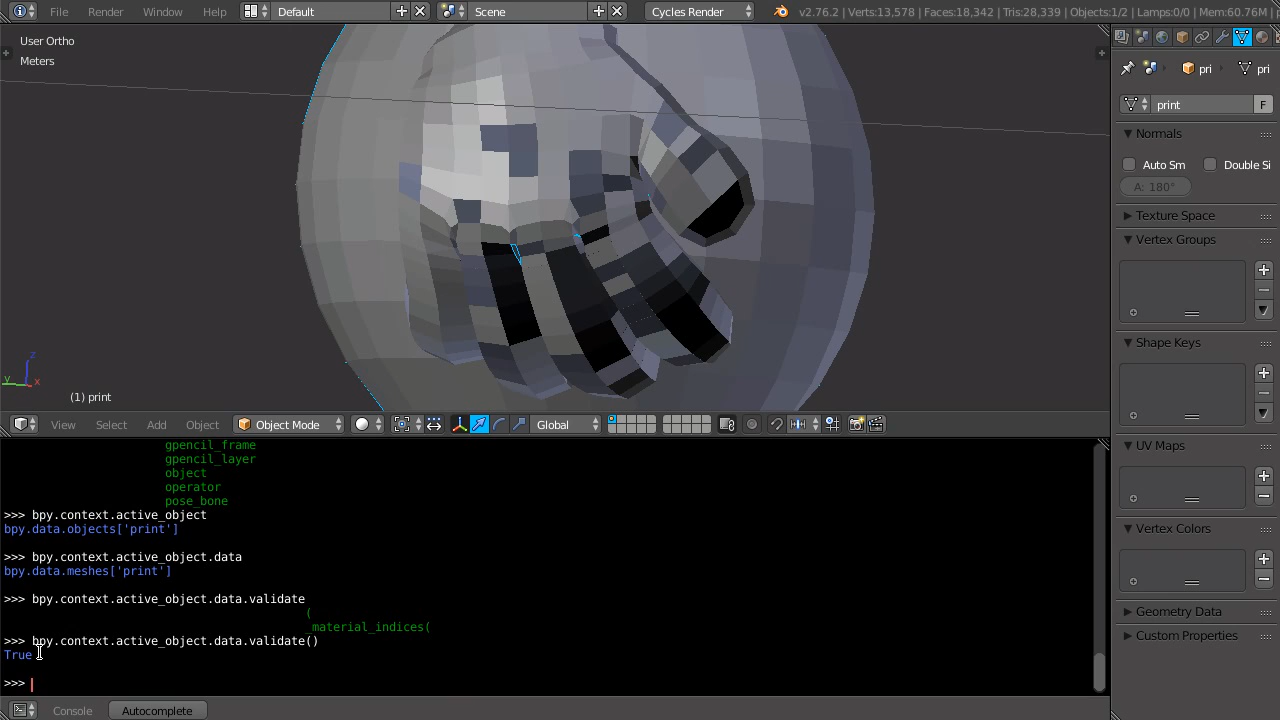 File Render Window Help Default Scene Cycles Render v2.76.2 | Verts:13,578 | Faces:18,342 | Tris:28,339 | Objects:1/2 | Lamps:0/0 | Mem:60.76M |
User Ortho
Meters
pri pri
print F
Normals
Auto Sm Double Si
A: 180°
Texture Space
Vertex Groups
Shape Keys
UV Maps
Vertex Colors
Geometry Data
Custom Properties
z
y x
(1) print
View Select Add Object Object Mode Global
gpencil_frame
gpencil_layer
object
operator
pose_bone
>>> bpy.context.active_object
bpy.data.objects['print']
>>> bpy.context.active_object.data
bpy.data.meshes['print']
>>> bpy.context.active_object.data.validate
(
_material_indices(
>>> bpy.context.active_object.data.validate()
True
>>>
Console Autocomplete